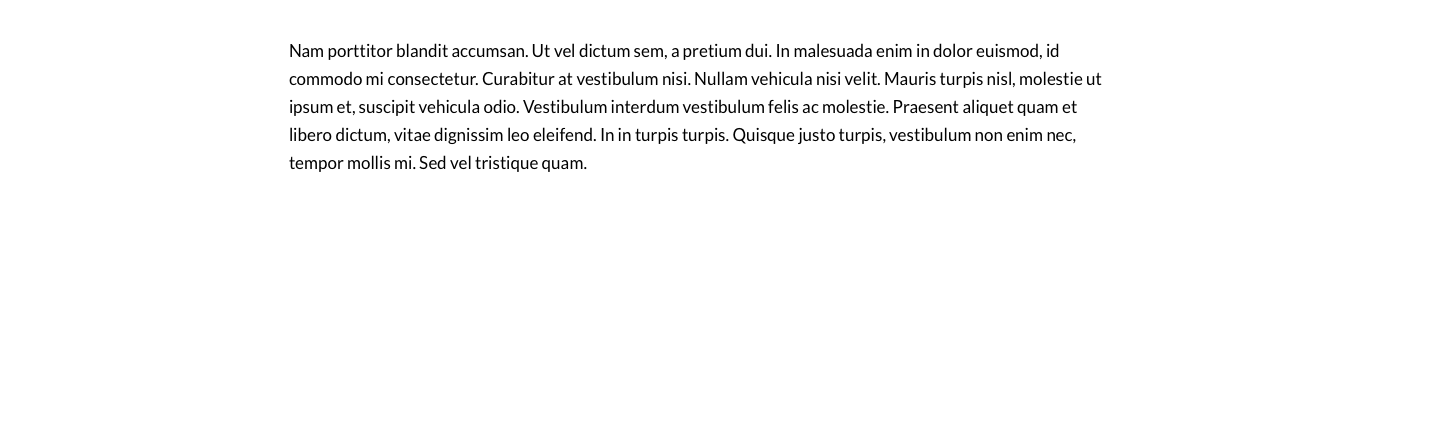 Nam porttitor blandit accumsan. Ut vel dictum sem, a pretium dui. In malesuada enim in dolor euismod, id
commodo mi consectetur. Curabitur at vestibulum nisi. Nullam vehicula nisi velit. Mauris turpis nisl, molestie ut
ipsum et, suscipit vehicula odio. Vestibulum interdum vestibulum felis ac molestie. Praesent aliquet quam et
libero dictum, vitae dignissim leo eleifend. In in turpis turpis. Quisque justo turpis, vestibulum non enim nec,
tempor mollis mi. Sed vel tristique quam.